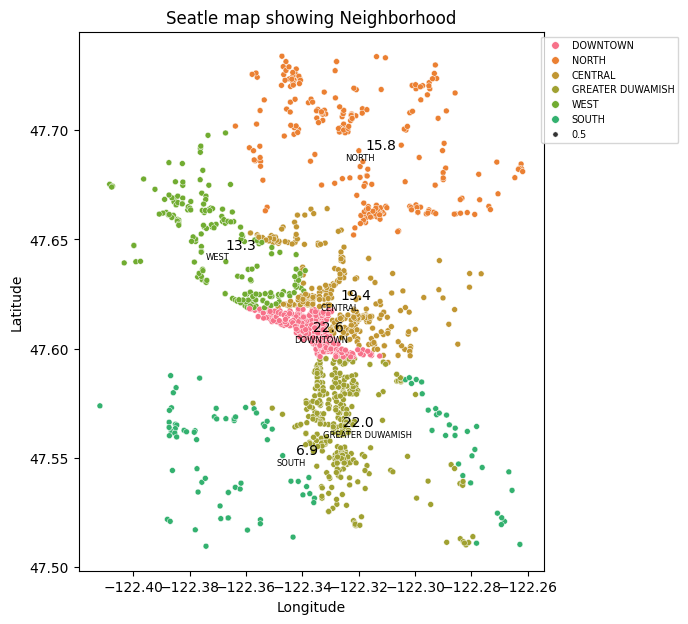 Seatle map showing Neighborhood
DOWNTOWN
NORTH
CENTRAL
GREATER DUWAMISH
WEST
SOUTH
0.5
47.70
15.8
NORTH
47.65
13.3
WEST
19.4
CENTRAL
22.6
DOWNTOWN
47.60
22.0
GREATER DUWAMISH
6.9
SOUTH
47.55
47.50
Latitude
−122.40 −122.38 −122.36 −122.34 −122.32 −122.30 −122.28 −122.26
Longitude